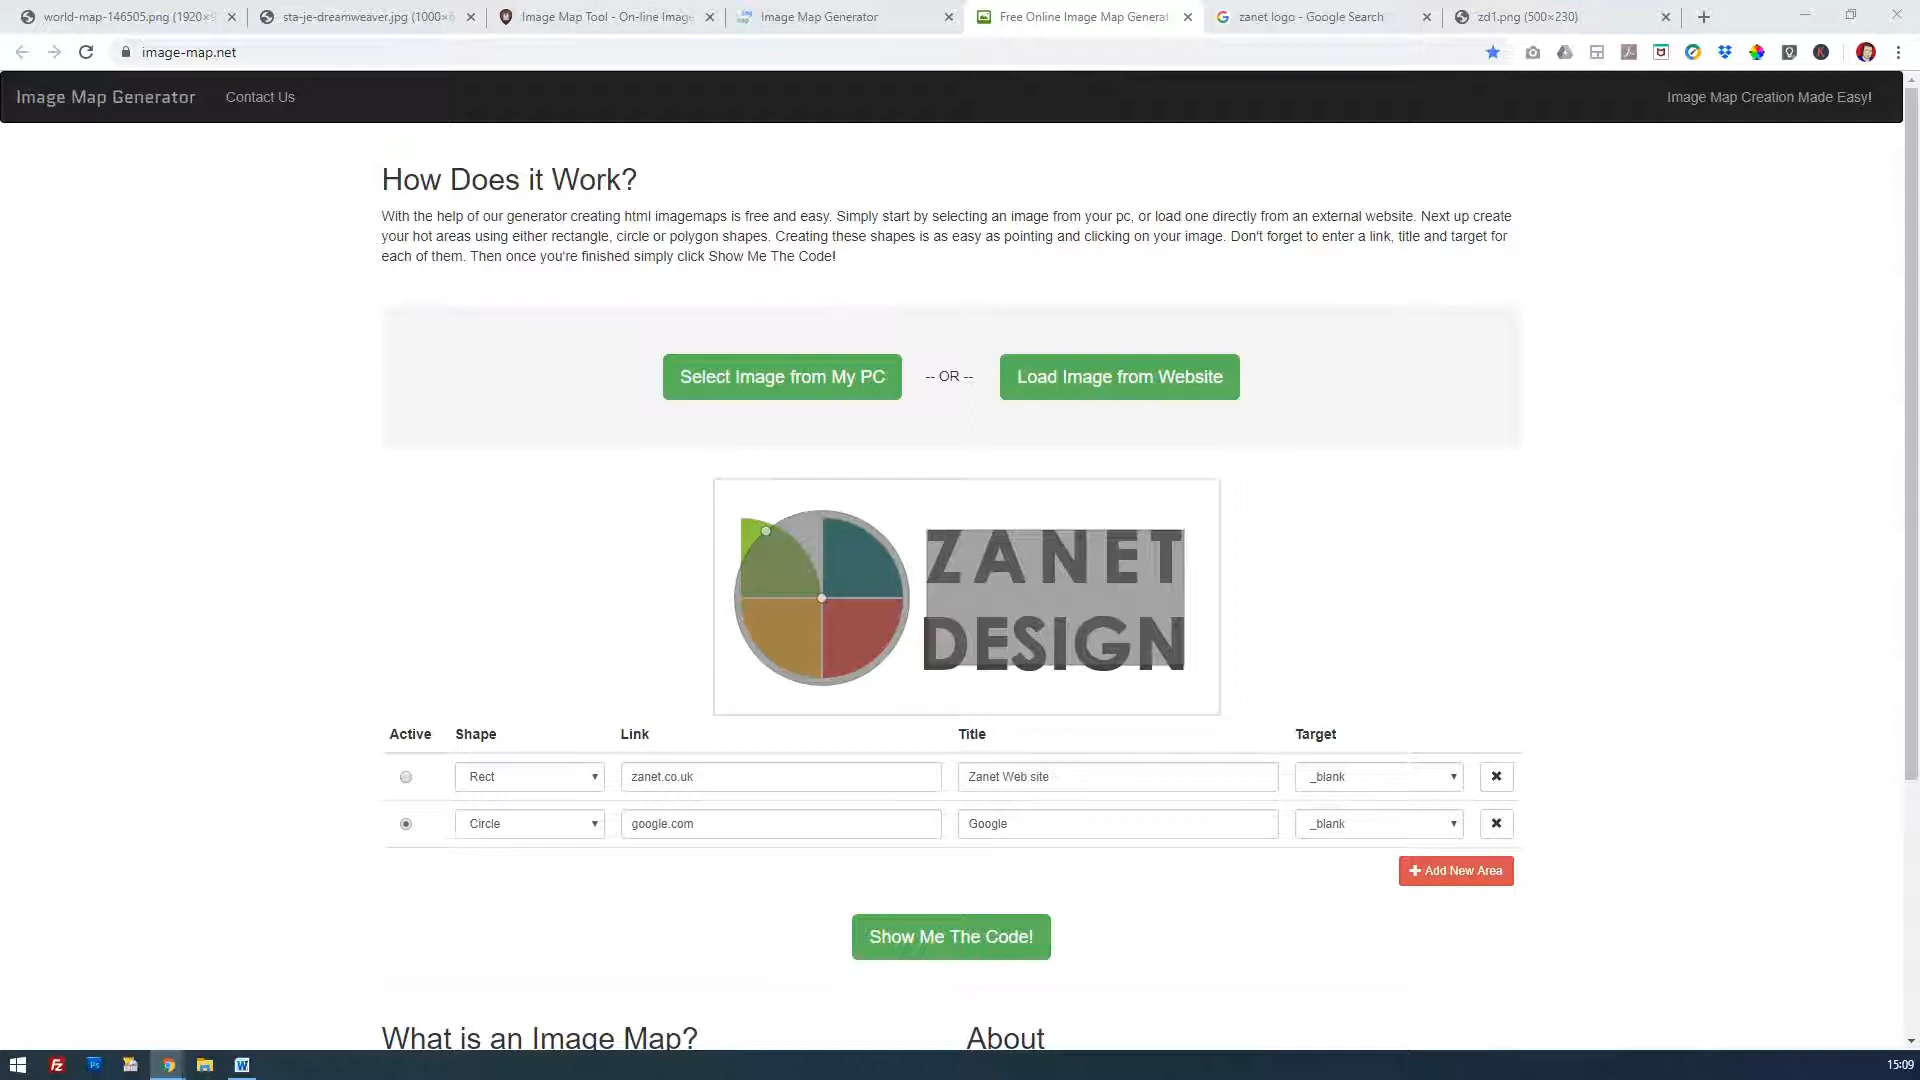 world-map-146505.png (1920×9
sta-je-dreamweaver.jpg (1000×6
Image Map Tool - On-line Image
Image Map Generator
Free Online Image Map Generat
zanet logo - Google Search
zd1.png (500×230)
image-map.net
Image Map Generator
Contact Us
Image Map Creation Made Easy!
How Does it Work?
With the help of our generator creating html imagemaps is free and easy. Simply start by selecting an image from your pc, or load one directly from an external website. Next up create
your hot areas using either rectangle, circle or polygon shapes. Creating these shapes is as easy as pointing and clicking on your image. Don't forget to enter a link, title and target for
each of them. Then once you're finished simply click Show Me The Code!
Select Image from My PC
-- OR --
Load Image from Website
ZANET
DESIGN
Active Shape Link Title Target
Rect zanet.co.uk Zanet Web site _blank
Circle google.com Google _blank
Add New Area
Show Me The Code!
What is an Image Map?
About
15:09